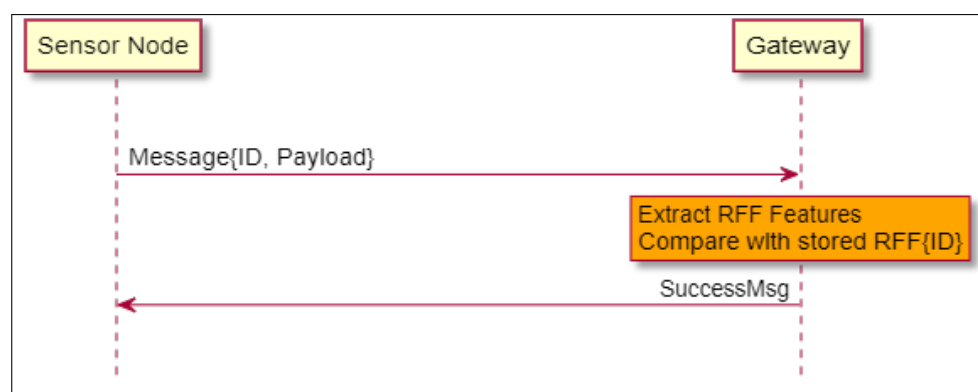 Sensor Node
Gateway
Message{ID, Payload}
Extract RFF Features
Compare with stored RFF{ID}
SuccessMsg